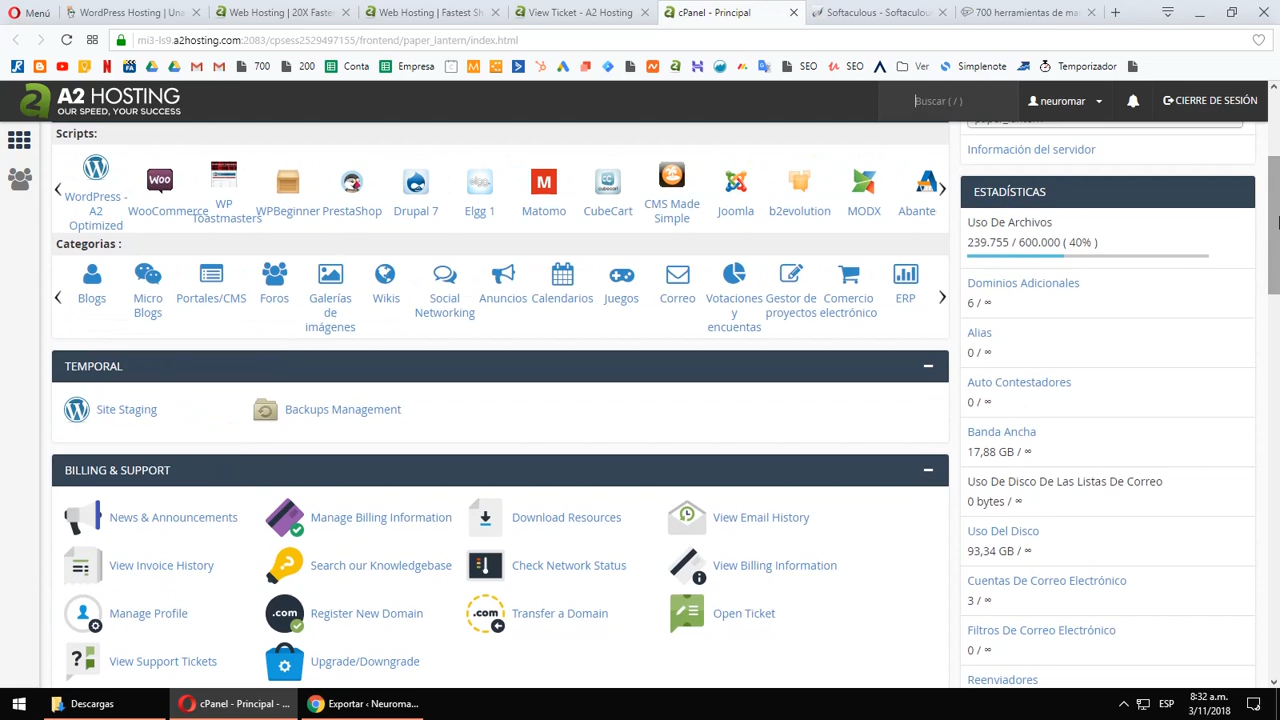 Menú
WordPress Hosting | Una
Web Hosting | 20X Faste
Web Hosting | Fastest Sh
View Ticket - A2 Hosting
cPanel - Principal
Softaculous - Softaculou
700 herramientas de ma
mi3-ls9.a2hosting.com:2083/cpsess2529497155/frontend/paper_lantern/index.html
700
200
Conta
Empresa
SEO
SEO
Ver
Simplenote
Temporizador
A2 HOSTING
OUR SPEED, YOUR SUCCESS
Buscar ( / )
neuromar
CIERRE DE SESIÓN
Scripts:
WordPress - A2 Optimized
WooCommerce
WP Toastmasters
WPBeginner
PrestaShop
Drupal 7
Elgg 1
Matomo
CubeCart
CMS Made Simple
Joomla
b2evolution
MODX
Abante
Categorias :
Blogs
Micro Blogs
Portales/CMS
Foros
Galerías de imágenes
Wikis
Social Networking
Anuncios
Calendarios
Juegos
Correo
Votaciones y encuentas
Gestor de proyectos
Comercio electrónico
ERP
TEMPORAL
Site Staging
Backups Management
BILLING & SUPPORT
News & Announcements
Manage Billing Information
Download Resources
View Email History
View Invoice History
Search our Knowledgebase
Check Network Status
View Billing Information
Manage Profile
Register New Domain
Transfer a Domain
Open Ticket
View Support Tickets
Upgrade/Downgrade
Información del servidor
ESTADÍSTICAS
Uso De Archivos
239.755 / 600.000 ( 40% )
Dominios Adicionales
6 / ∞
Alias
0 / ∞
Auto Contestadores
0 / ∞
Banda Ancha
17,88 GB / ∞
Uso De Disco De Las Listas De Correo
0 bytes / ∞
Uso Del Disco
93,34 GB / ∞
Cuentas De Correo Electrónico
3 / ∞
Filtros De Correo Electrónico
0 / ∞
Reenviadores
Descargas
cPanel - Principal - ...
Exportar ‹ Neuroma...
ESP
8:32 a.m.
3/11/2018